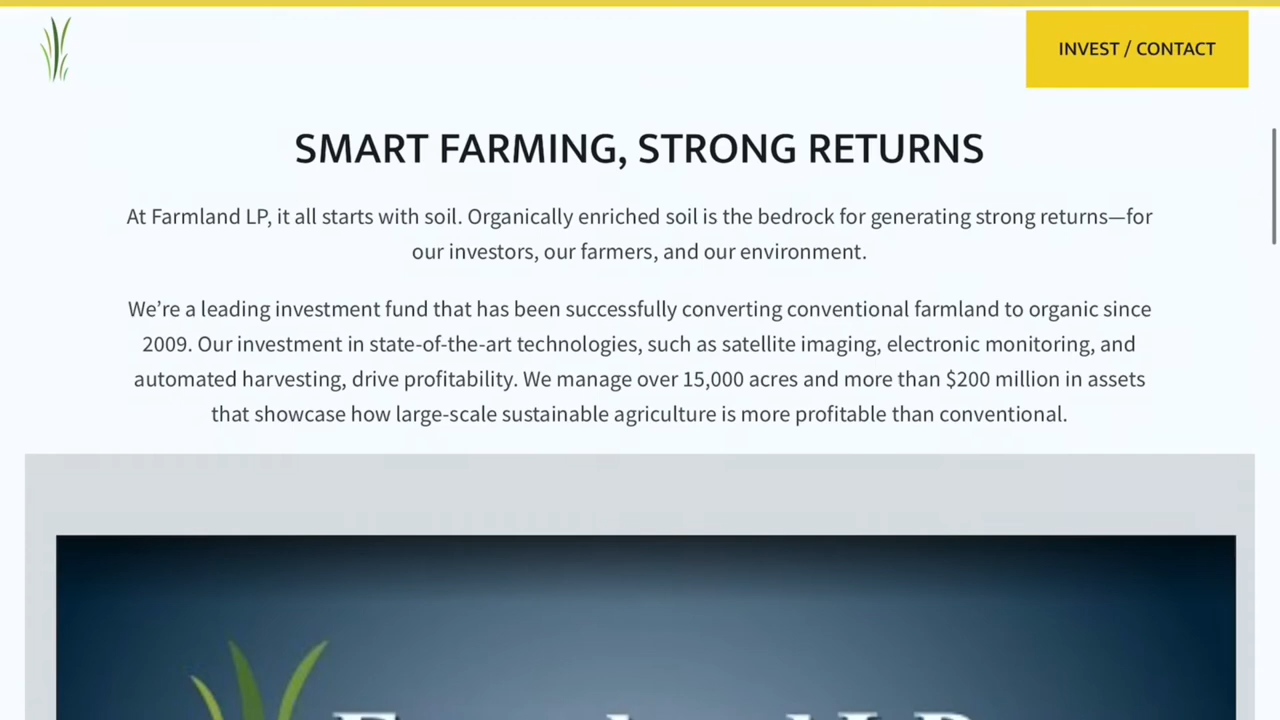 INVEST / CONTACT
SMART FARMING, STRONG RETURNS
At Farmland LP, it all starts with soil. Organically enriched soil is the bedrock for generating strong returns—for
our investors, our farmers, and our environment.
We’re a leading investment fund that has been successfully converting conventional farmland to organic since
2009. Our investment in state-of-the-art technologies, such as satellite imaging, electronic monitoring, and
automated harvesting, drive profitability. We manage over 15,000 acres and more than $200 million in assets
that showcase how large-scale sustainable agriculture is more profitable than conventional.